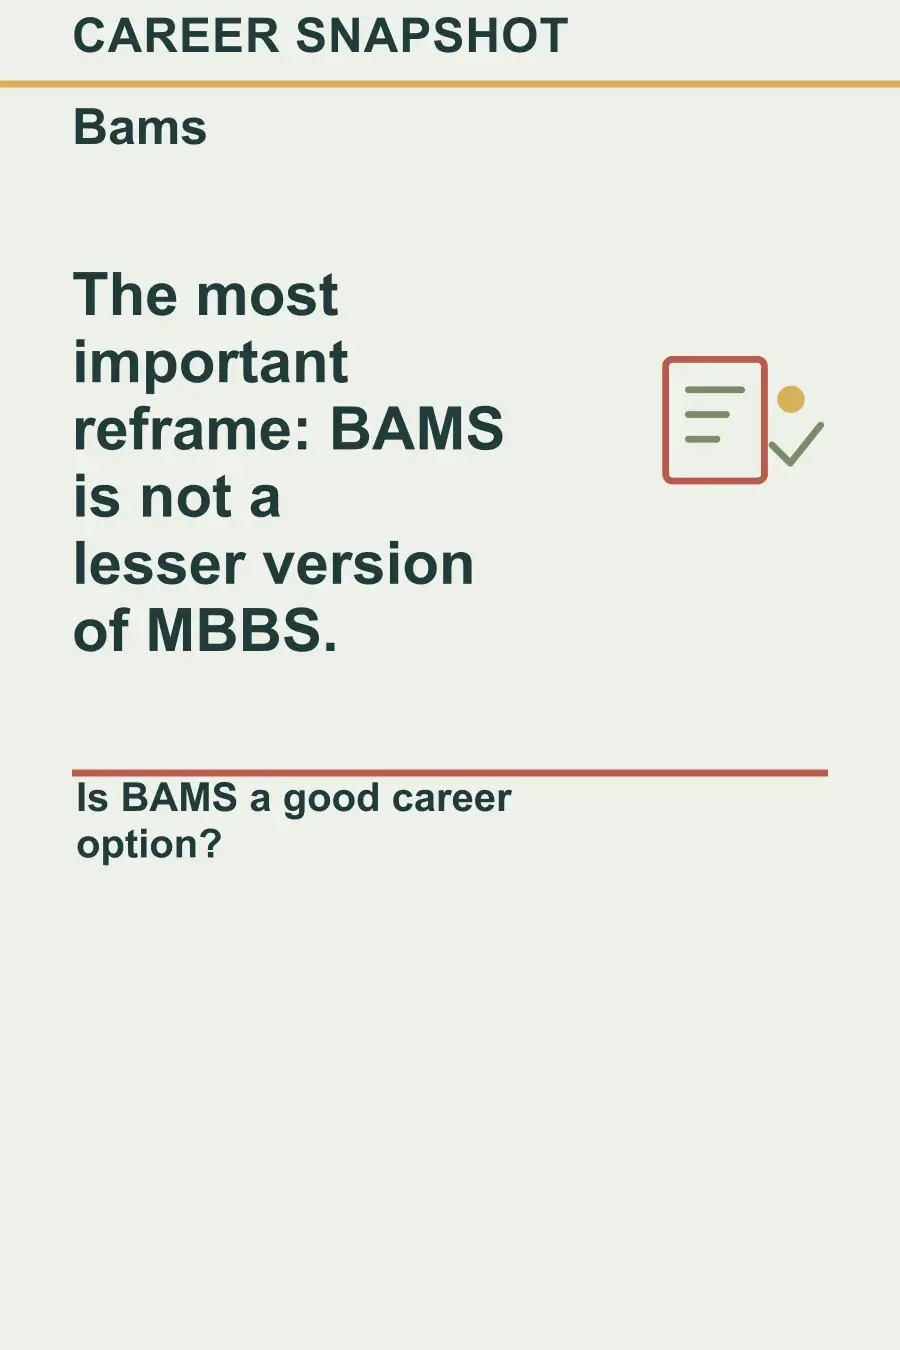 CAREER SNAPSHOT
Bams
The most
important
reframe: BAMS
is not a
lesser version
of MBBS.
Is BAMS a good career
option?